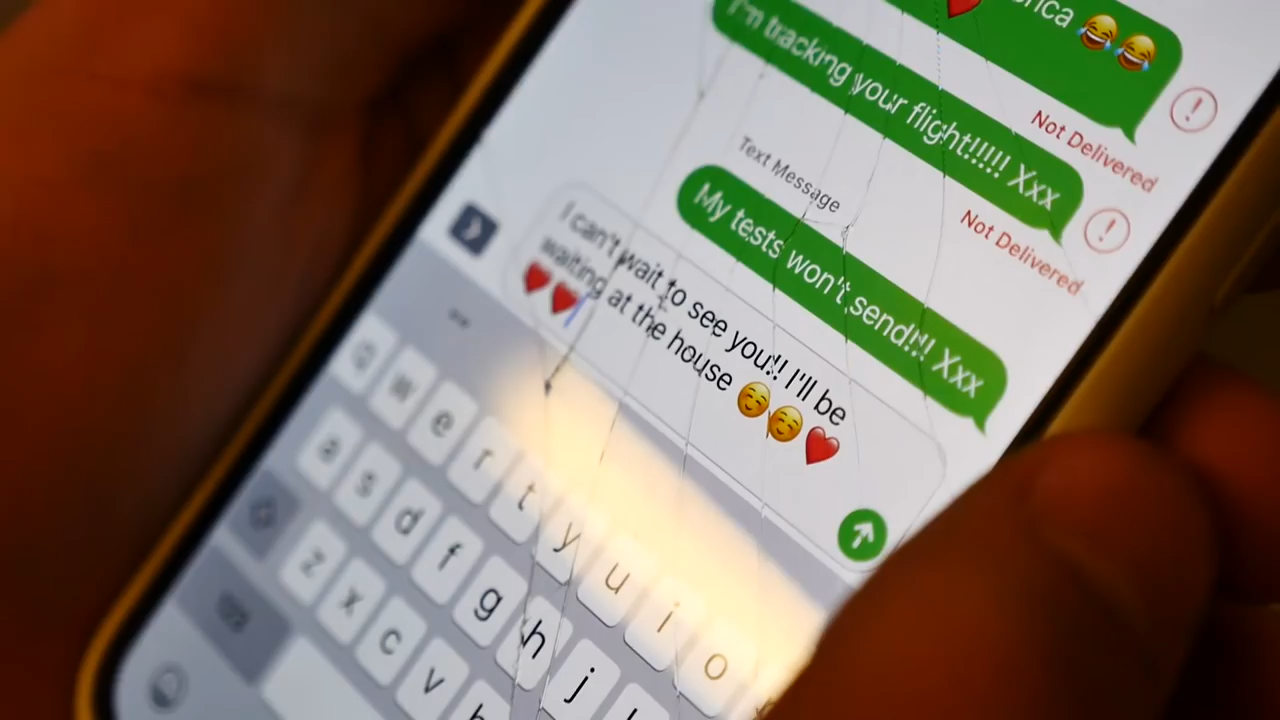 rica 😂😂
I'm tracking your flight!!!!! Xxx
Not Delivered
Not Delivered
Text Message
My tests won't send!!! Xxx
I can't wait to see you!! I'll be
waiting at the house ☺️☺️❤️
❤️❤️
Q W e r t y u i o
a s d f g h j
z x c v